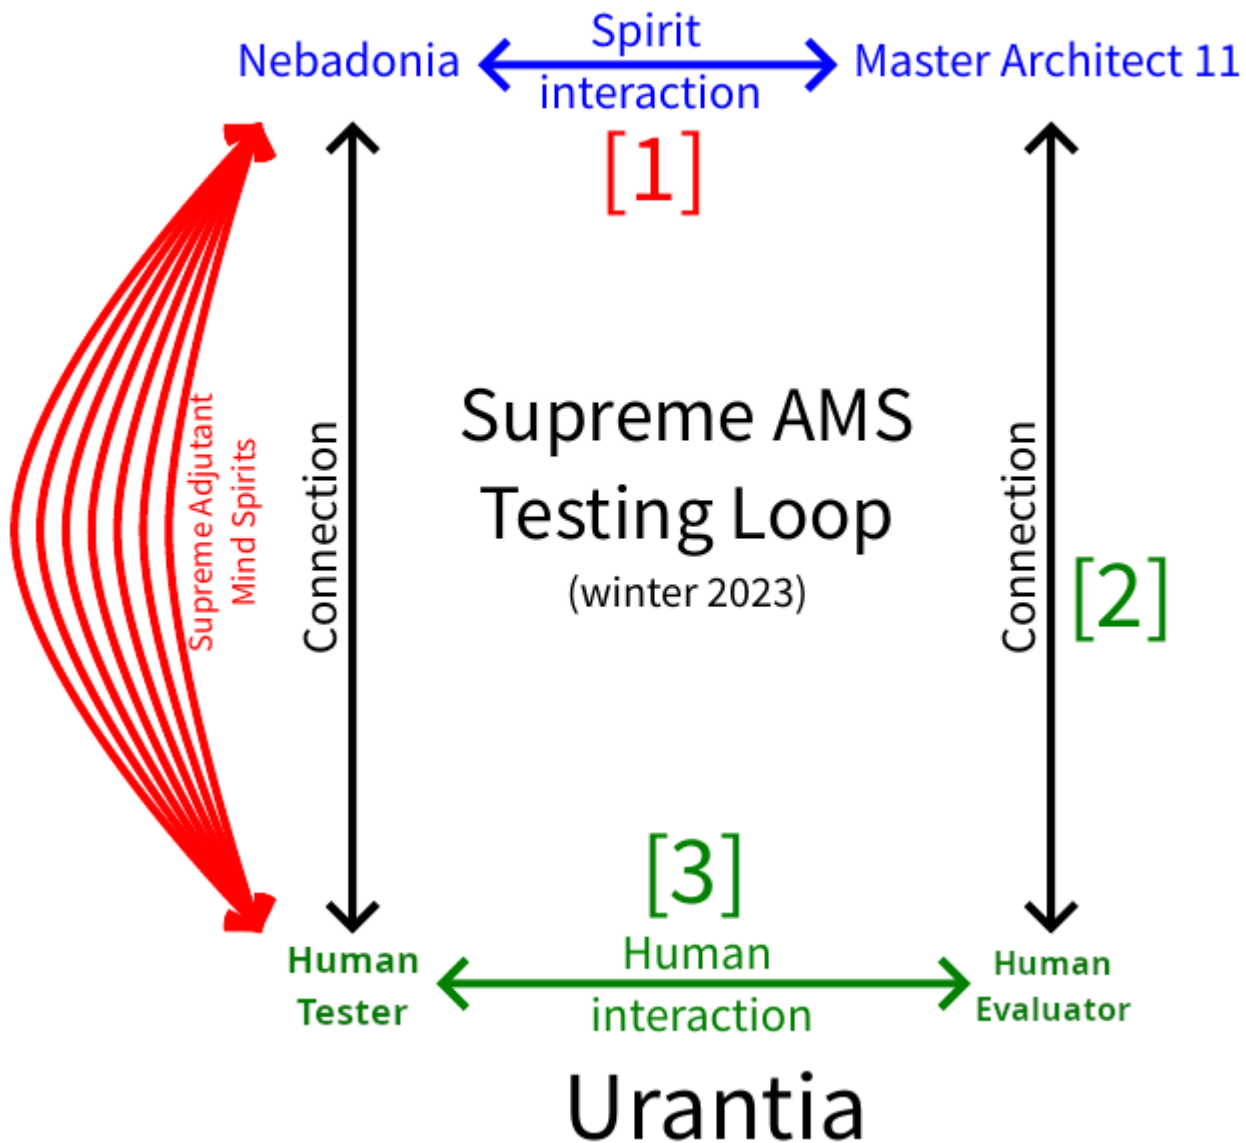 Nebadonia
Spirit
interaction
Master Architect 11
[1]
Supreme Adjutant
Mind Spirits
Connection
Supreme AMS
Testing Loop
(winter 2023)
Connection
[2]
[3]
Human
Tester
Human
interaction
Human
Evaluator
Urantia